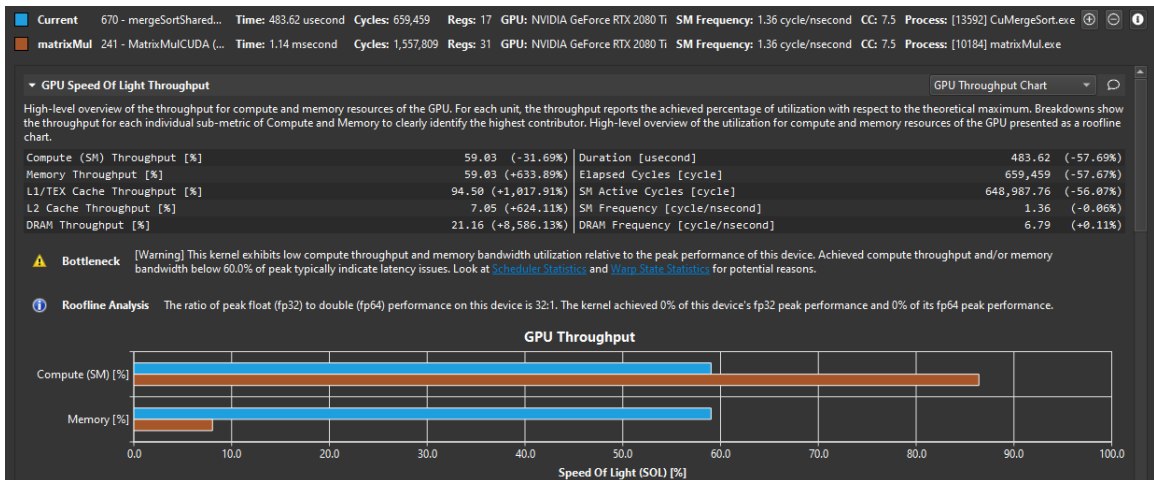 Current 670 - mergeSortShared... Time: 483.62 usecond Cycles: 659,459 Regs: 17 GPU: NVIDIA GeForce RTX 2080 Ti SM Frequency: 1.36 cycle/nsecond CC: 7.5 Process: [13592] CuMergeSort.exe
matrixMul 241 - MatrixMulCUDA (... Time: 1.14 msecond Cycles: 1,557,809 Regs: 31 GPU: NVIDIA GeForce RTX 2080 Ti SM Frequency: 1.36 cycle/nsecond CC: 7.5 Process: [10184] matrixMul.exe
GPU Speed Of Light Throughput GPU Throughput Chart
High-level overview of the throughput for compute and memory resources of the GPU. For each unit, the throughput reports the achieved percentage of utilization with respect to the theoretical maximum. Breakdowns show
the throughput for each individual sub-metric of Compute and Memory to clearly identify the highest contributor. High-level overview of the utilization for compute and memory resources of the GPU presented as a roofline
chart.
Compute (SM) Throughput [%] 59.03 (-31.69%) Duration [usecond] 483.62 (-57.69%)
Memory Throughput [%] 59.03 (+633.89%) Elapsed Cycles [cycle] 659,459 (-57.67%)
L1/TEX Cache Throughput [%] 94.50 (+1,017.91%) SM Active Cycles [cycle] 648,987.76 (-56.07%)
L2 Cache Throughput [%] 7.05 (+624.11%) SM Frequency [cycle/nsecond] 1.36 (-0.06%)
DRAM Throughput [%] 21.16 (+8,586.13%) DRAM Frequency [cycle/nsecond] 6.79 (+0.11%)
Bottleneck [Warning] This kernel exhibits low compute throughput and memory bandwidth utilization relative to the peak performance of this device. Achieved compute throughput and/or memory
bandwidth below 60.0% of peak typically indicate latency issues. Look at Scheduler Statistics and Warp State Statistics for potential reasons.
Roofline Analysis The ratio of peak float (fp32) to double (fp64) performance on this device is 32:1. The kernel achieved 0% of this device's fp32 peak performance and 0% of its fp64 peak performance.
GPU Throughput
Compute (SM) [%]
Memory [%]
0.0 10.0 20.0 30.0 40.0 50.0 60.0 70.0 80.0 90.0 100.0
Speed Of Light (SOL) [%]